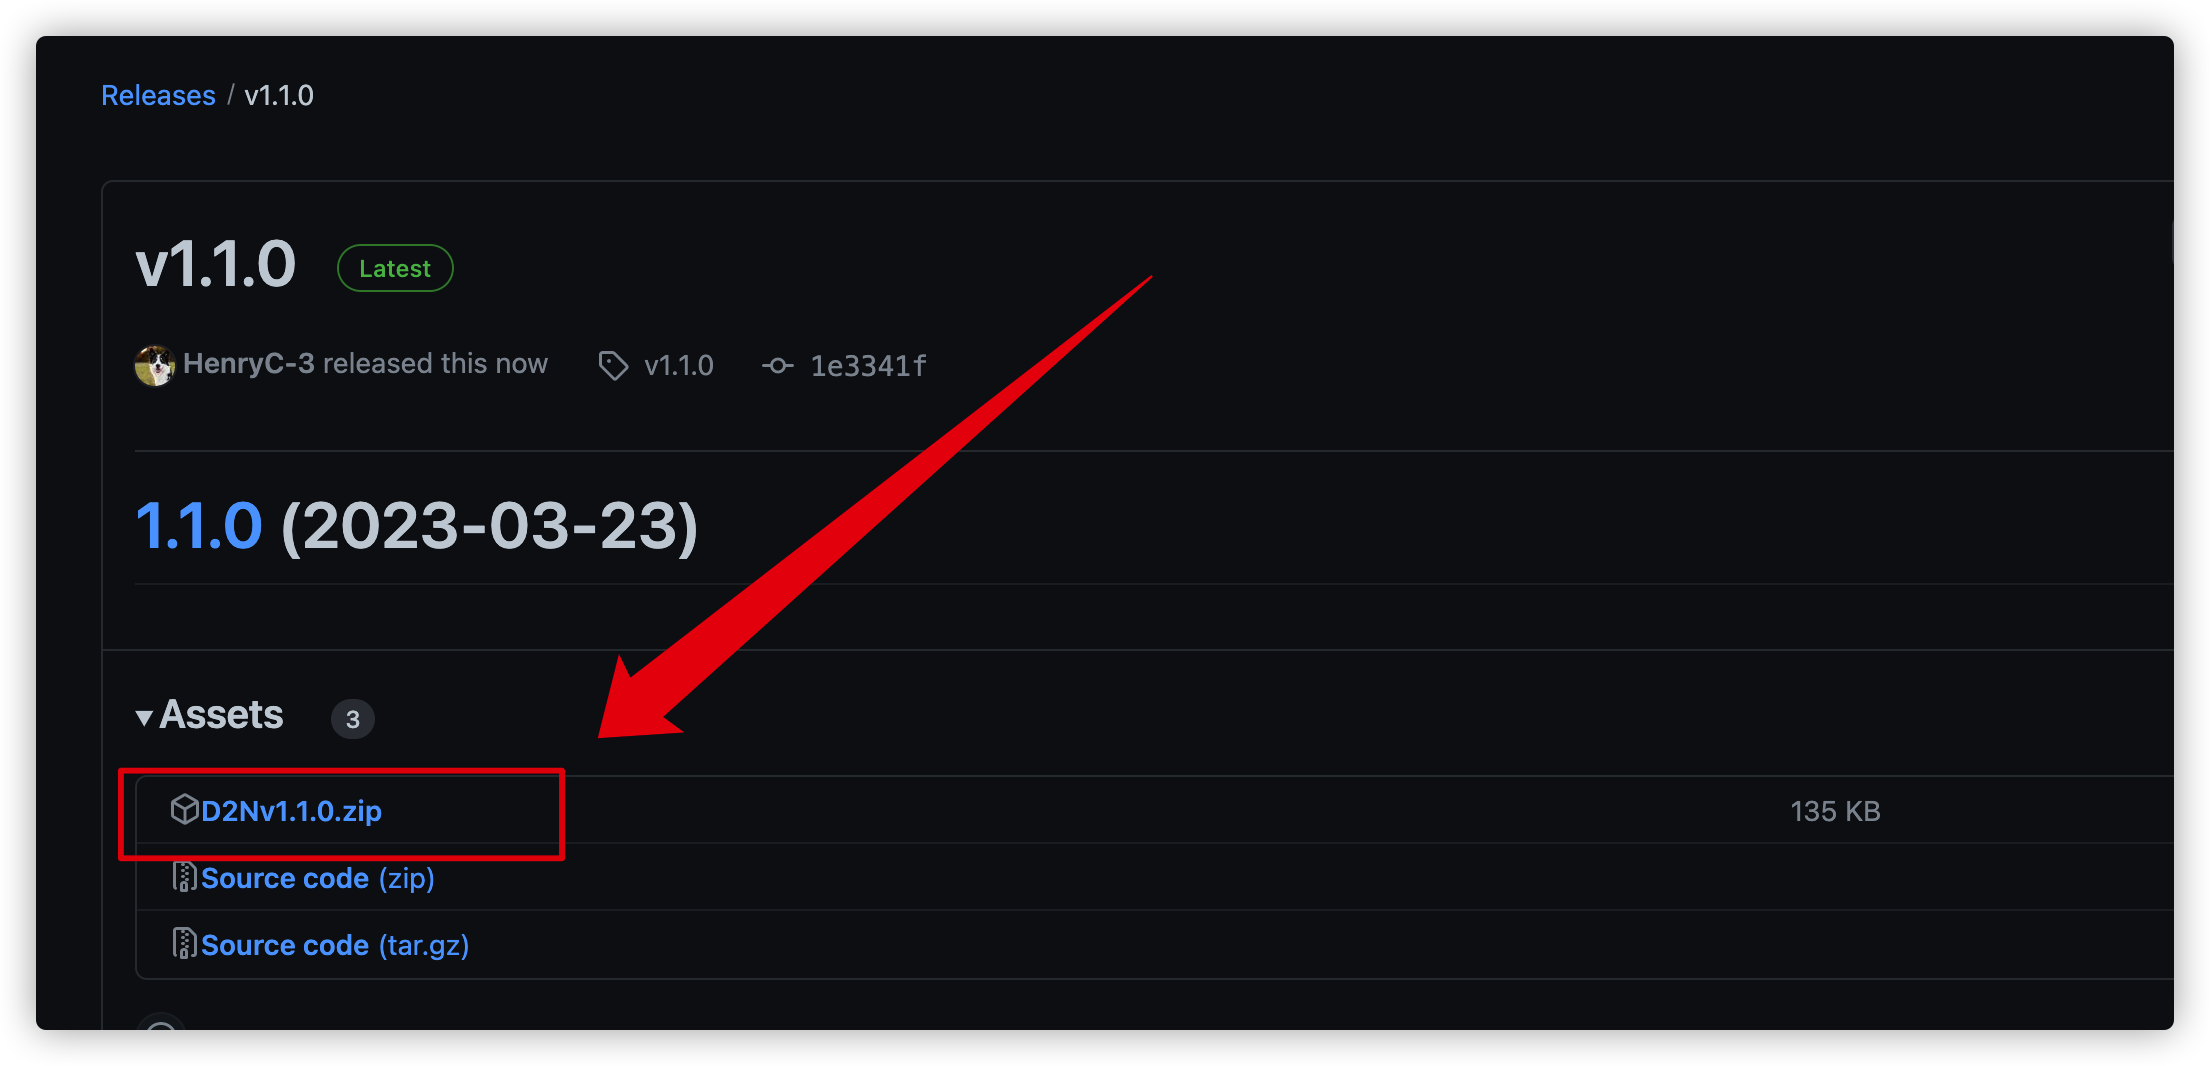 Releases / v1.1.0
v1.1.0 Latest
HenryC-3 released this now v1.1.0 1e3341f
1.1.0 (2023-03-23)
Assets 3
D2Nv1.1.0.zip 135 KB
Source code (zip)
Source code (tar.gz)